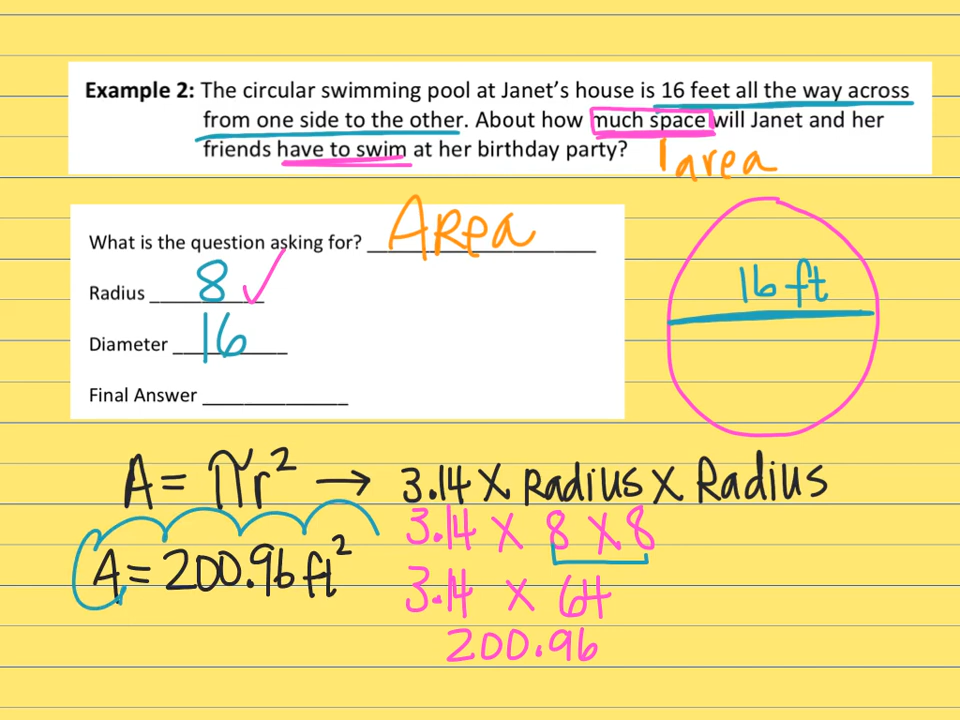 Example 2: The circular swimming pool at Janet's house is 16 feet all the way across
from one side to the other. About how much space will Janet and her
friends have to swim at her birthday party?
area
What is the question asking for? Area
Radius 8
Diameter 16
Final Answer
16 ft
A = πr² → 3.14 × Radius × Radius
3.14 × 8 × 8
A = 200.96 ft²
3.14 × 64
200.96